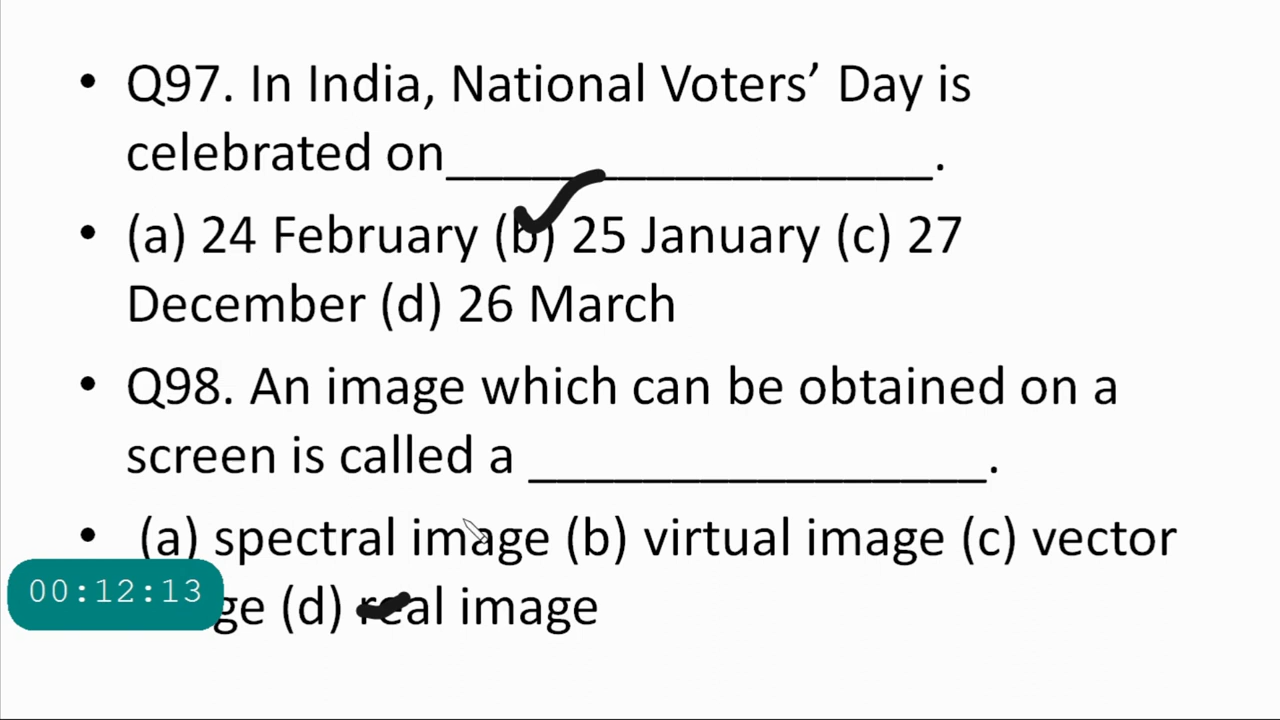 • Q97. In India, National Voters’ Day is
celebrated on_________________.
• (a) 24 February (b) 25 January (c) 27
December (d) 26 March
• Q98. An image which can be obtained on a
screen is called a ________________.
• (a) spectral image (b) virtual image (c) vector
ge (d) real image
00:12:13